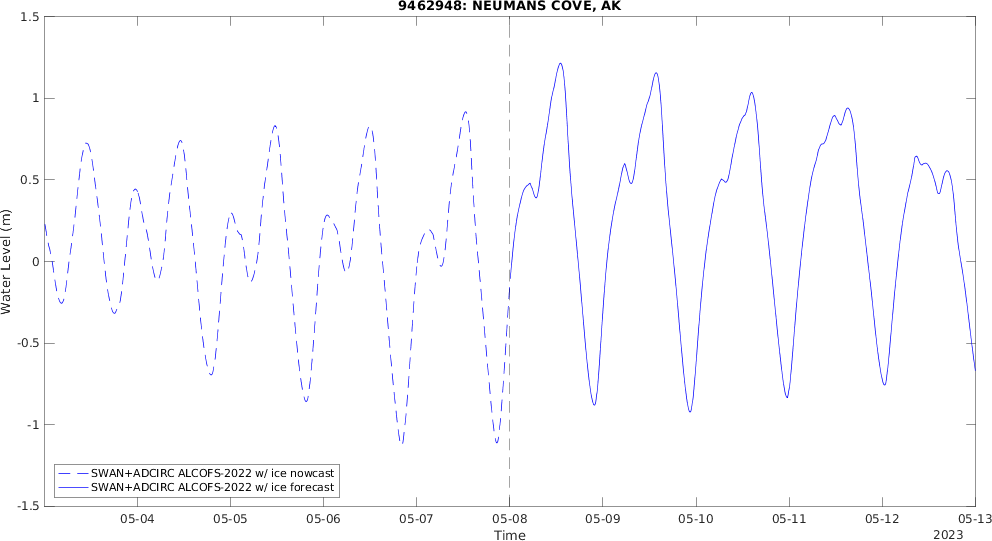 9462948: NEUMANS COVE, AK
1.5
1
0.5
0
-0.5
-1
-1.5
Water Level (m)
SWAN+ADCIRC ALCOFS-2022 w/ ice nowcast
SWAN+ADCIRC ALCOFS-2022 w/ ice forecast
05-04 05-05 05-06 05-07 05-08 05-09 05-10 05-11 05-12 05-13
Time
2023